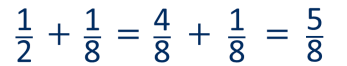 1/2 + 1/8 = 4/8 + 1/8 = 5/8